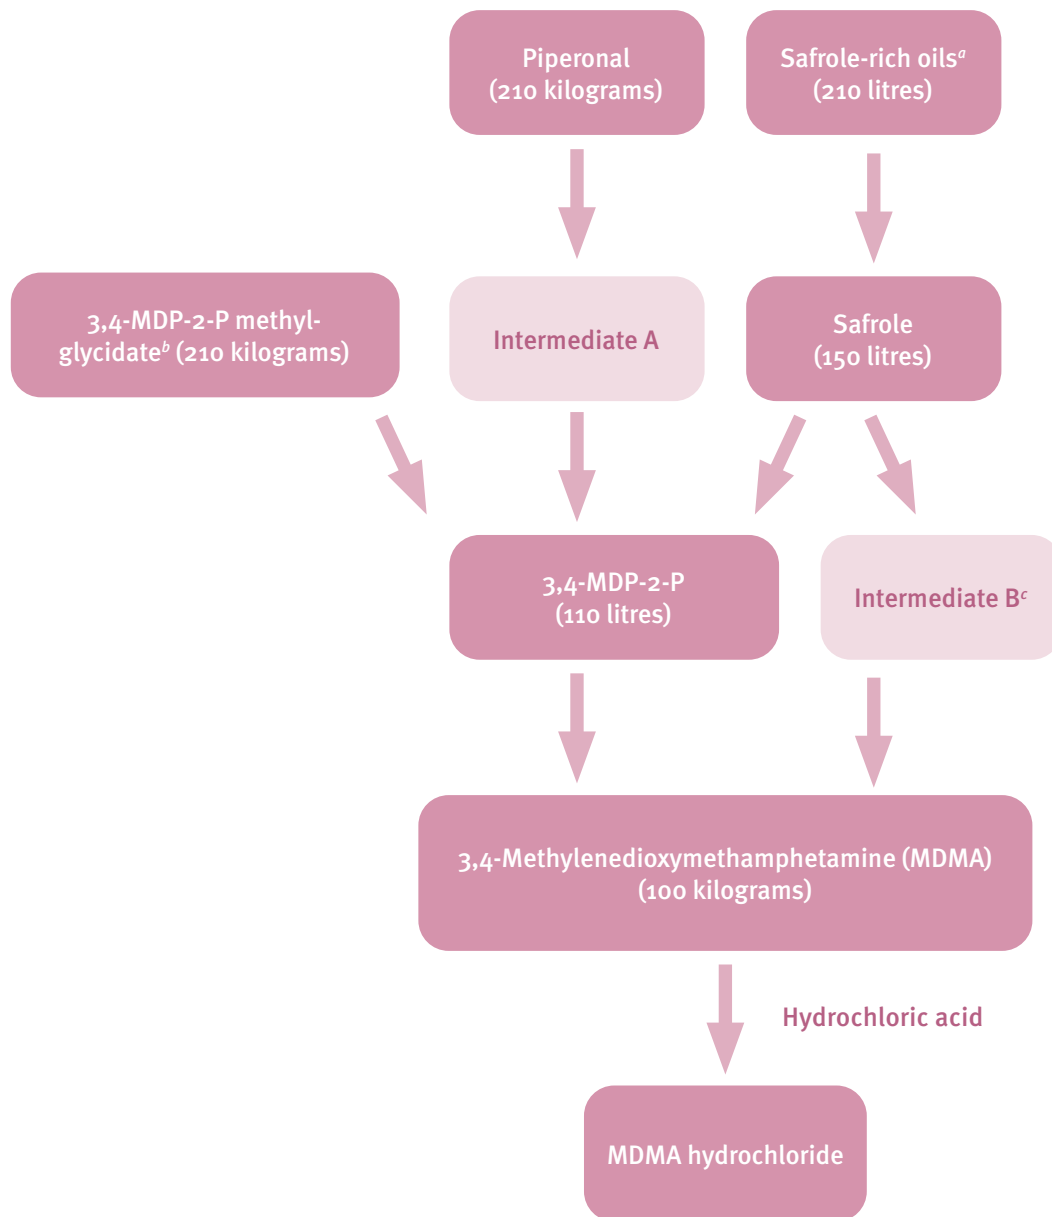 Piperonal
(210 kilograms)
Safrole-rich oilsᵃ
(210 litres)
3,4-MDP-2-P methyl-
glycidateᵇ (210 kilograms)
Intermediate A
Safrole
(150 litres)
3,4-MDP-2-P
(110 litres)
Intermediate Bᶜ
3,4-Methylenedioxymethamphetamine (MDMA)
(100 kilograms)
Hydrochloric acid
MDMA hydrochloride